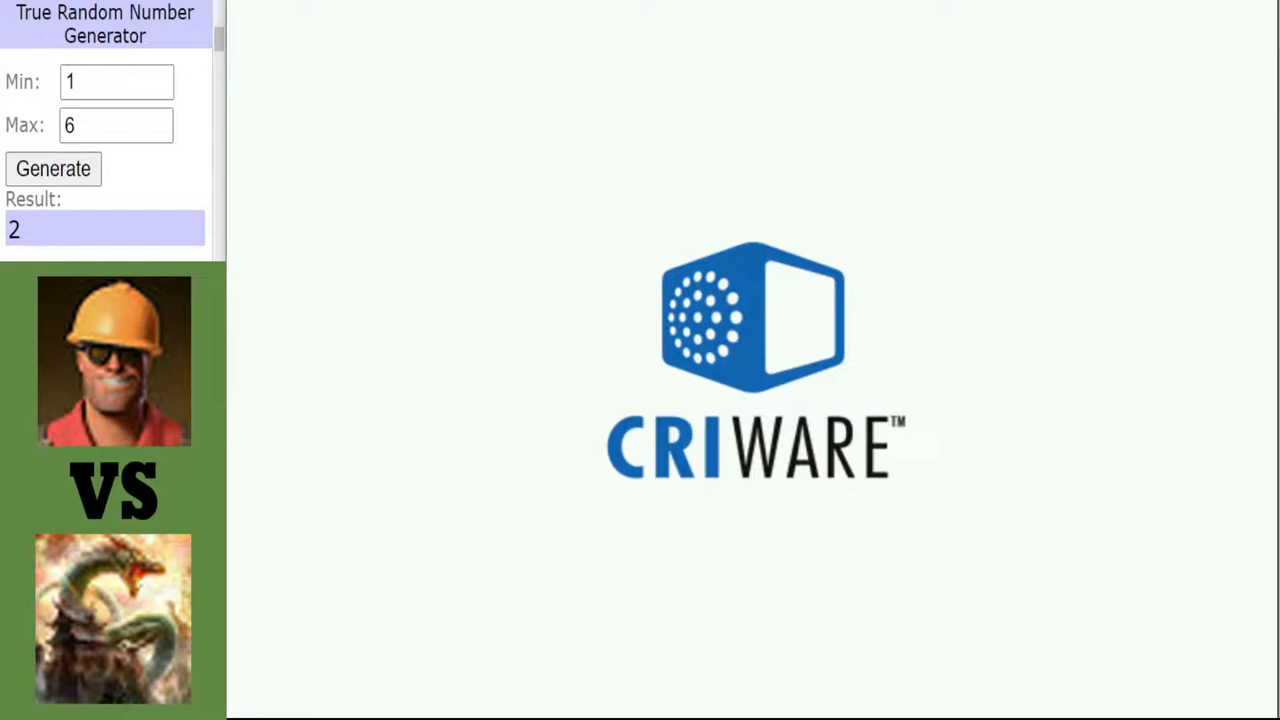 True Random Number
Generator
Min: 1
Max: 6
Generate
Result:
2
VS
CRIWARE™